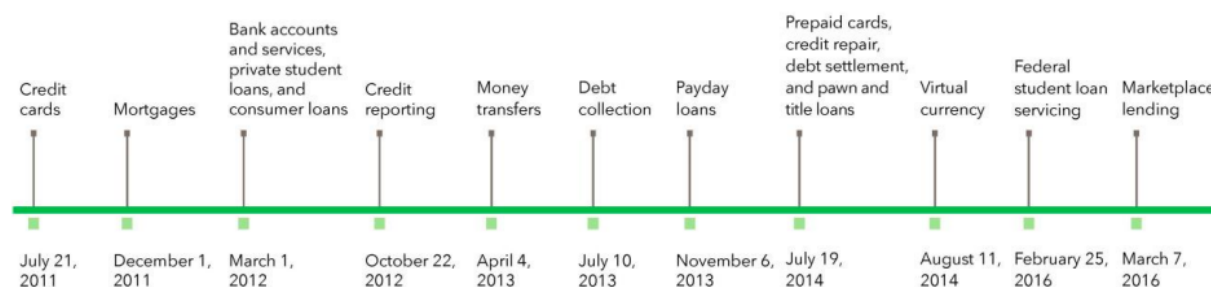 Credit
cards
Mortgages
Bank accounts
and services,
private student
loans, and
consumer loans
Credit
reporting
Money
transfers
Debt
collection
Payday
loans
Prepaid cards,
credit repair,
debt settlement,
and pawn and
title loans
Virtual
currency
Federal
student loan
servicing
Marketplace
lending
July 21,
2011
December 1,
2011
March 1,
2012
October 22,
2012
April 4,
2013
July 10,
2013
November 6,
2013
July 19,
2014
August 11,
2014
February 25,
2016
March 7,
2016